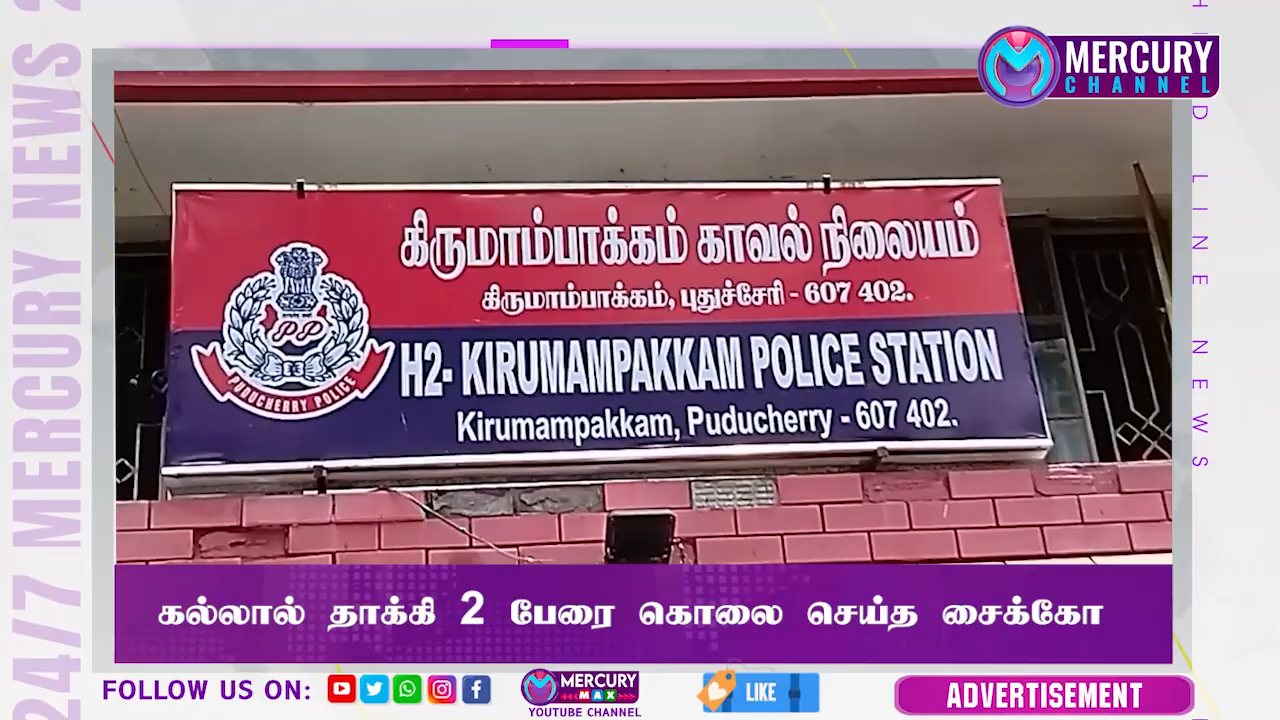 MERCURY
CHANNEL
24/7 MERCURY NEWS 2
D LINE NEWS
கிருமாம்பாக்கம் காவல் நிலையம்
கிருமாம்பாக்கம், புதுச்சேரி - 607 402.
PP
PUDUCHERRY POLICE
H2- KIRUMAMPAKKAM POLICE STATION
Kirumampakkam, Puducherry - 607 402.
கல்லால் தாக்கி 2 பேரை கொலை செய்த சைக்கோ
FOLLOW US ON:
MERCURY
MAX
YOUTUBE CHANNEL
LIKE
ADVERTISEMENT